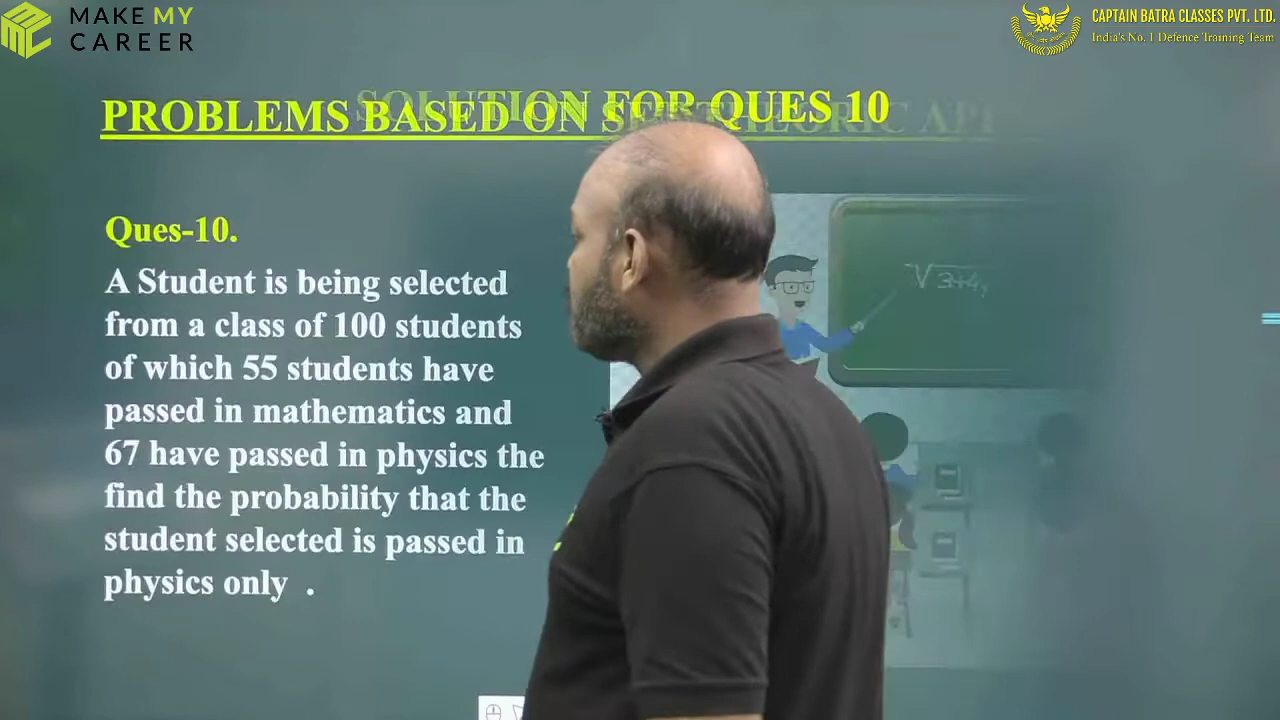 MAKE MY
CAREER
CAPTAIN BATRA CLASSES PVT. LTD.
India's No. 1 Defence Training Team
SOLUTION FOR QUES 10
PROBLEMS BASED ON
Ques-10.
A Student is being selected
from a class of 100 students
of which 55 students have
passed in mathematics and
67 have passed in physics the
find the probability that the
student selected is passed in
physics only .